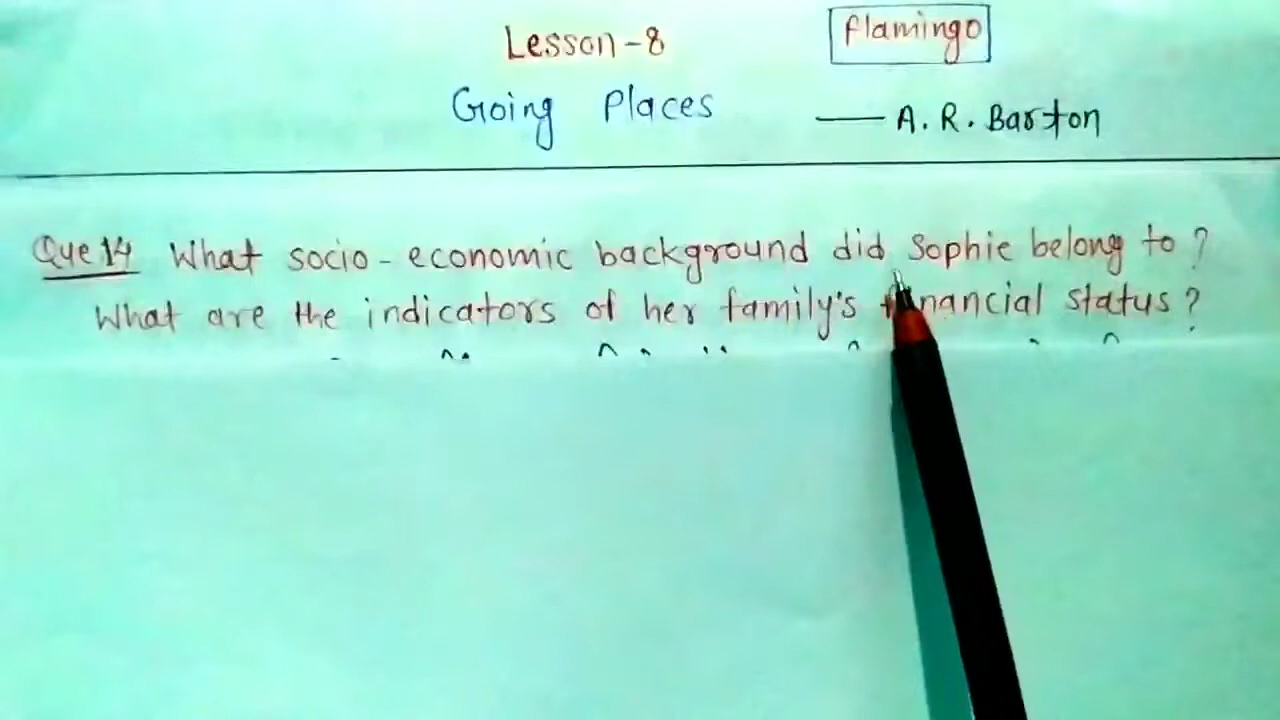 Lesson-8
flamingo
Going Places
— A. R. Barton
Que 14 What socio-economic background did Sophie belong to?
What are the indicators of her family's financial status?